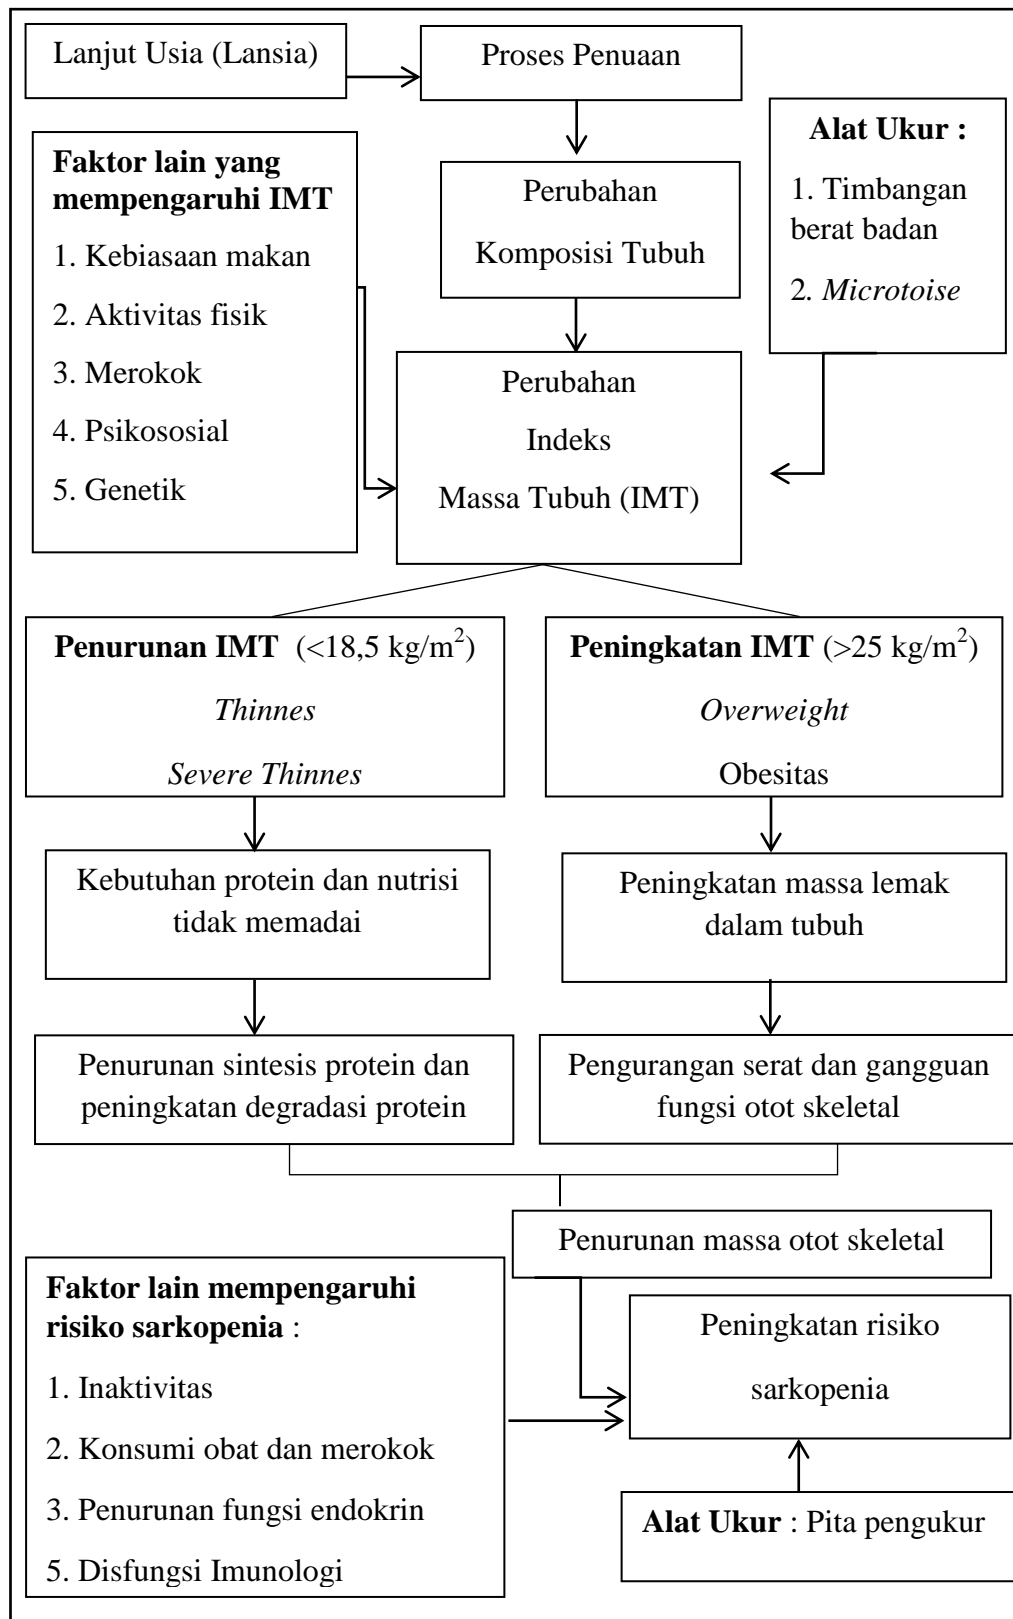 Lanjut Usia (Lansia)
Proses Penuaan
Faktor lain yang
mempengaruhi IMT
1. Kebiasaan makan
2. Aktivitas fisik
3. Merokok
4. Psikososial
5. Genetik
Perubahan
Komposisi Tubuh
Alat Ukur :
1. Timbangan
berat badan
2. Microtoise
Perubahan
Indeks
Massa Tubuh (IMT)
Penurunan IMT (<18,5 kg/m²)
Thinnes
Severe Thinnes
Peningkatan IMT (>25 kg/m²)
Overweight
Obesitas
Kebutuhan protein dan nutrisi
tidak memadai
Peningkatan massa lemak
dalam tubuh
Penurunan sintesis protein dan
peningkatan degradasi protein
Pengurangan serat dan gangguan
fungsi otot skeletal
Penurunan massa otot skeletal
Faktor lain mempengaruhi
risiko sarkopenia :
1. Inaktivitas
2. Konsumi obat dan merokok
3. Penurunan fungsi endokrin
5. Disfungsi Imunologi
Peningkatan risiko
sarkopenia
Alat Ukur : Pita pengukur